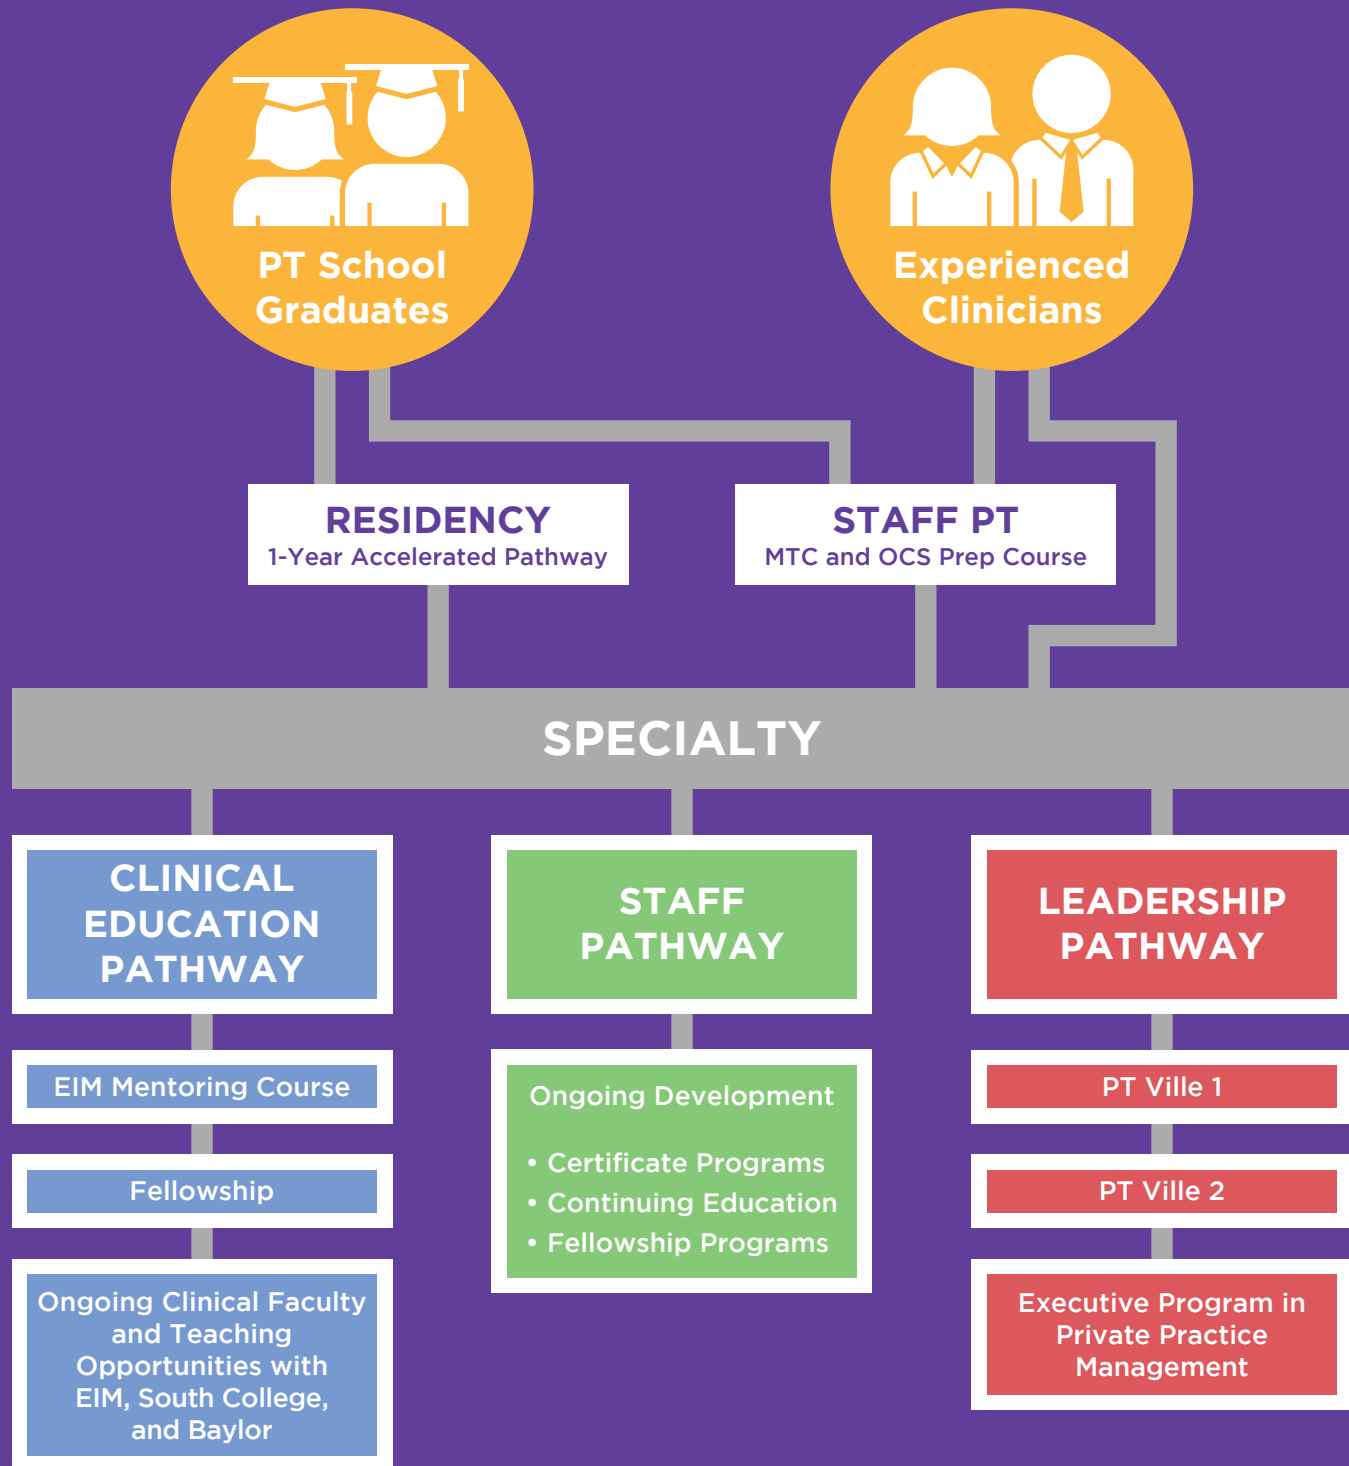 PT School
Graduates
Experienced
Clinicians
RESIDENCY
1-Year Accelerated Pathway
STAFF PT
MTC and OCS Prep Course
SPECIALTY
CLINICAL
EDUCATION
PATHWAY
EIM Mentoring Course
Fellowship
Ongoing Clinical Faculty
and Teaching
Opportunities with
EIM, South College,
and Baylor
STAFF
PATHWAY
Ongoing Development
• Certificate Programs
• Continuing Education
• Fellowship Programs
LEADERSHIP
PATHWAY
PT Ville 1
PT Ville 2
Executive Program in
Private Practice
Management